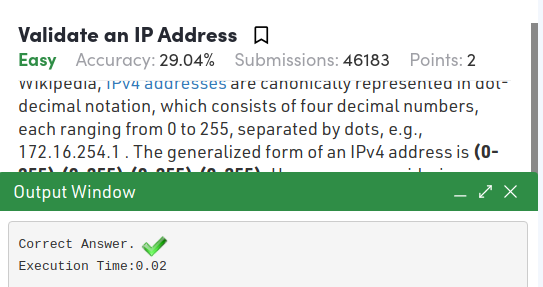 Validate an IP Address
Easy Accuracy: 29.04% Submissions: 46183 Points: 2
Wikipedia, IPv4 addresses are canonically represented in dot-
decimal notation, which consists of four decimal numbers,
each ranging from 0 to 255, separated by dots, e.g.,
172.16.254.1 . The generalized form of an IPv4 address is (0-
Output Window
Correct Answer.
Execution Time:0.02